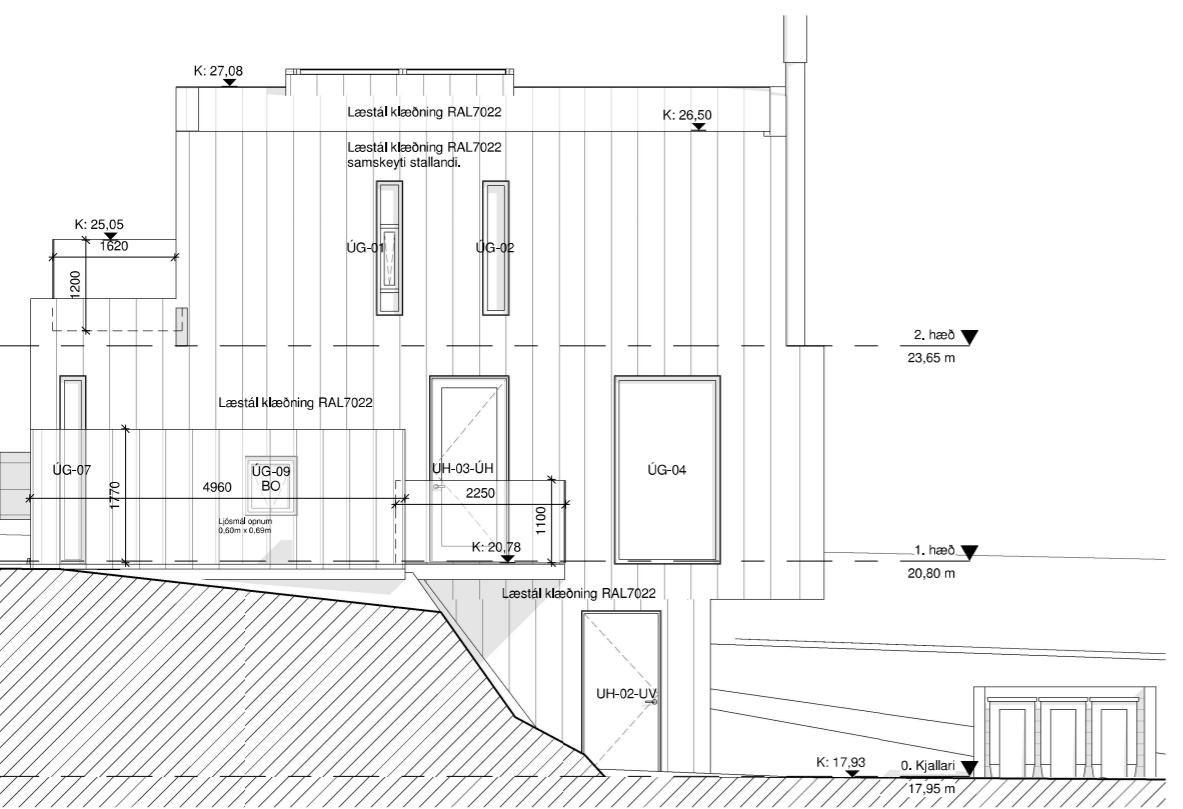 K: 27,08
Læstál klæðning RAL7022
K: 26,50
Læstál klæðning RAL7022
samskeyti stallandi.
K: 25,05
1620
ÚG-01
ÚG-02
1200
2. hæð
23,65 m
Læstál klæðning RAL7022
ÚG-07
ÚG-09
BO
UH-03-ÚH
ÚG-04
4960
2250
1770
1100
Ljósmál opnum
0,60m x 0,69m
K: 20,78
1. hæð
20,80 m
Læstál klæðning RAL7022
UH-02-UV
K: 17,93
0. Kjallari
17,95 m